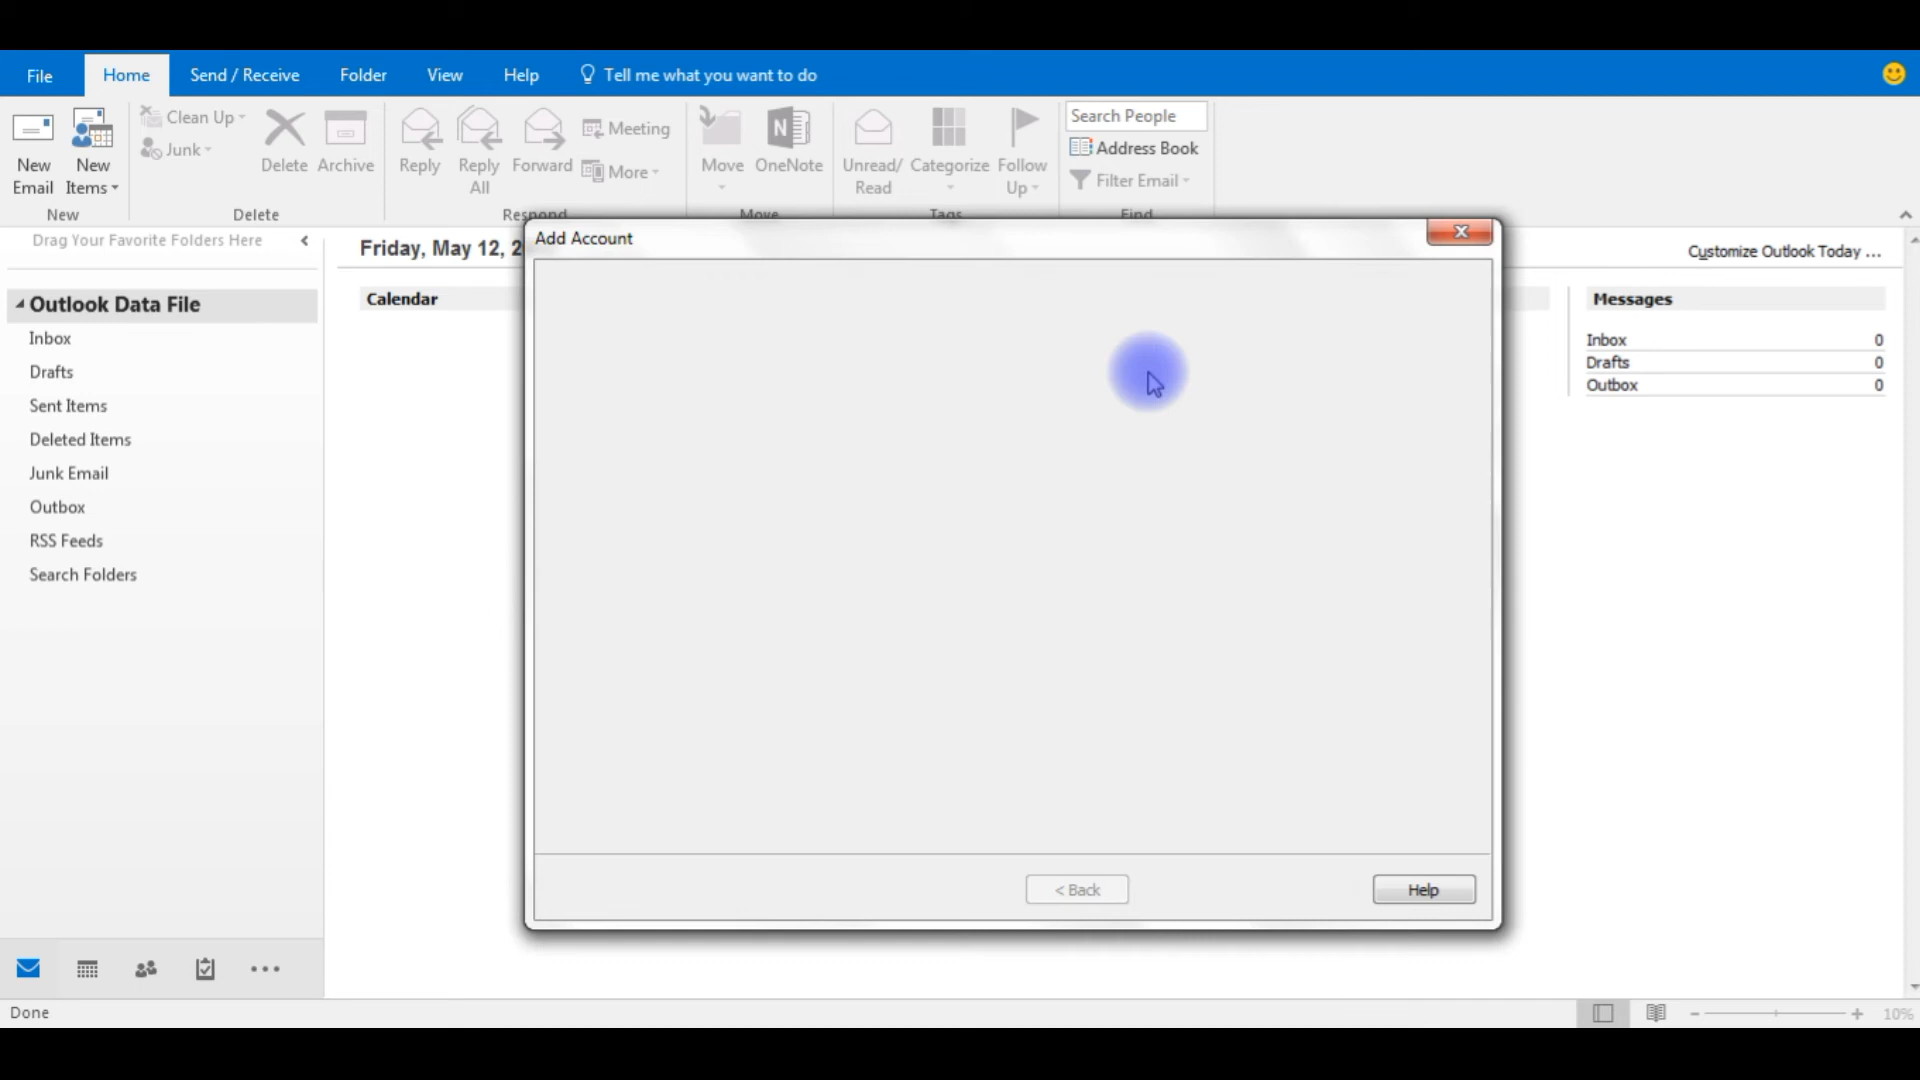 File Home Send / Receive Folder View Help Tell me what you want to do
New Email
New Items
Clean Up
Junk
Delete
Archive
Reply
Reply All
Forward
Meeting
More
Move
OneNote
Unread/ Read
Categorize
Follow Up
Search People
Address Book
Filter Email
New Delete Respond Move Tags Find
Drag Your Favorite Folders Here
Outlook Data File
Inbox
Drafts
Sent Items
Deleted Items
Junk Email
Outbox
RSS Feeds
Search Folders
Friday, May 12, 2
Customize Outlook Today ...
Calendar
Messages
Inbox 0
Drafts 0
Outbox 0
Add Account
< Back
Help
Done
10%